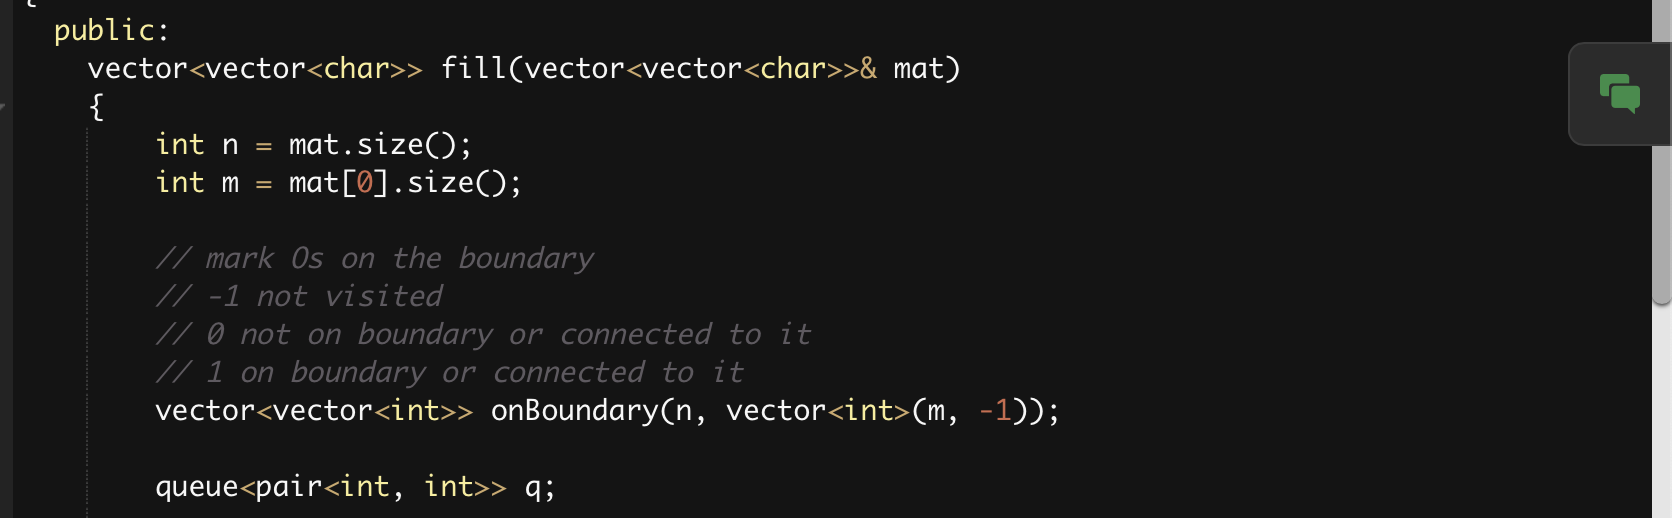 {
public:
vector<vector<char>> fill(vector<vector<char>>& mat)
{
int n = mat.size();
int m = mat[0].size();
// mark Os on the boundary
// -1 not visited
// 0 not on boundary or connected to it
// 1 on boundary or connected to it
vector<vector<int>> onBoundary(n, vector<int>(m, -1));
queue<pair<int, int>> q;